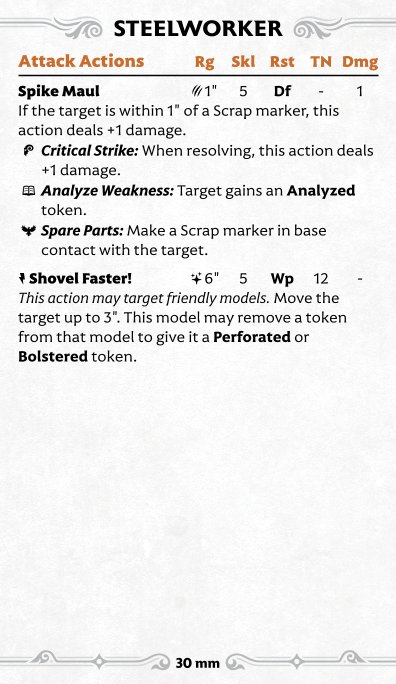 STEELWORKER
Attack Actions Rg Skl Rst TN Dmg
Spike Maul 1" 5 Df - 1
If the target is within 1" of a Scrap marker, this
action deals +1 damage.
Critical Strike: When resolving, this action deals
+1 damage.
Analyze Weakness: Target gains an Analyzed
token.
Spare Parts: Make a Scrap marker in base
contact with the target.
Shovel Faster! 6" 5 Wp 12 -
This action may target friendly models. Move the
target up to 3". This model may remove a token
from that model to give it a Perforated or
Bolstered token.
30 mm